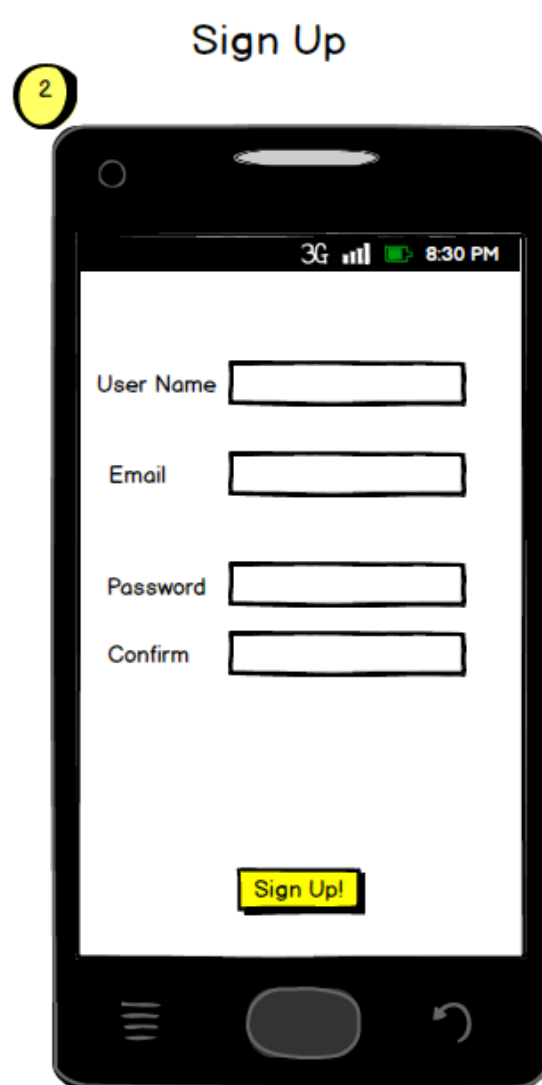 Sign Up
2
3G 8:30 PM
User Name
Email
Password
Confirm
Sign Up!